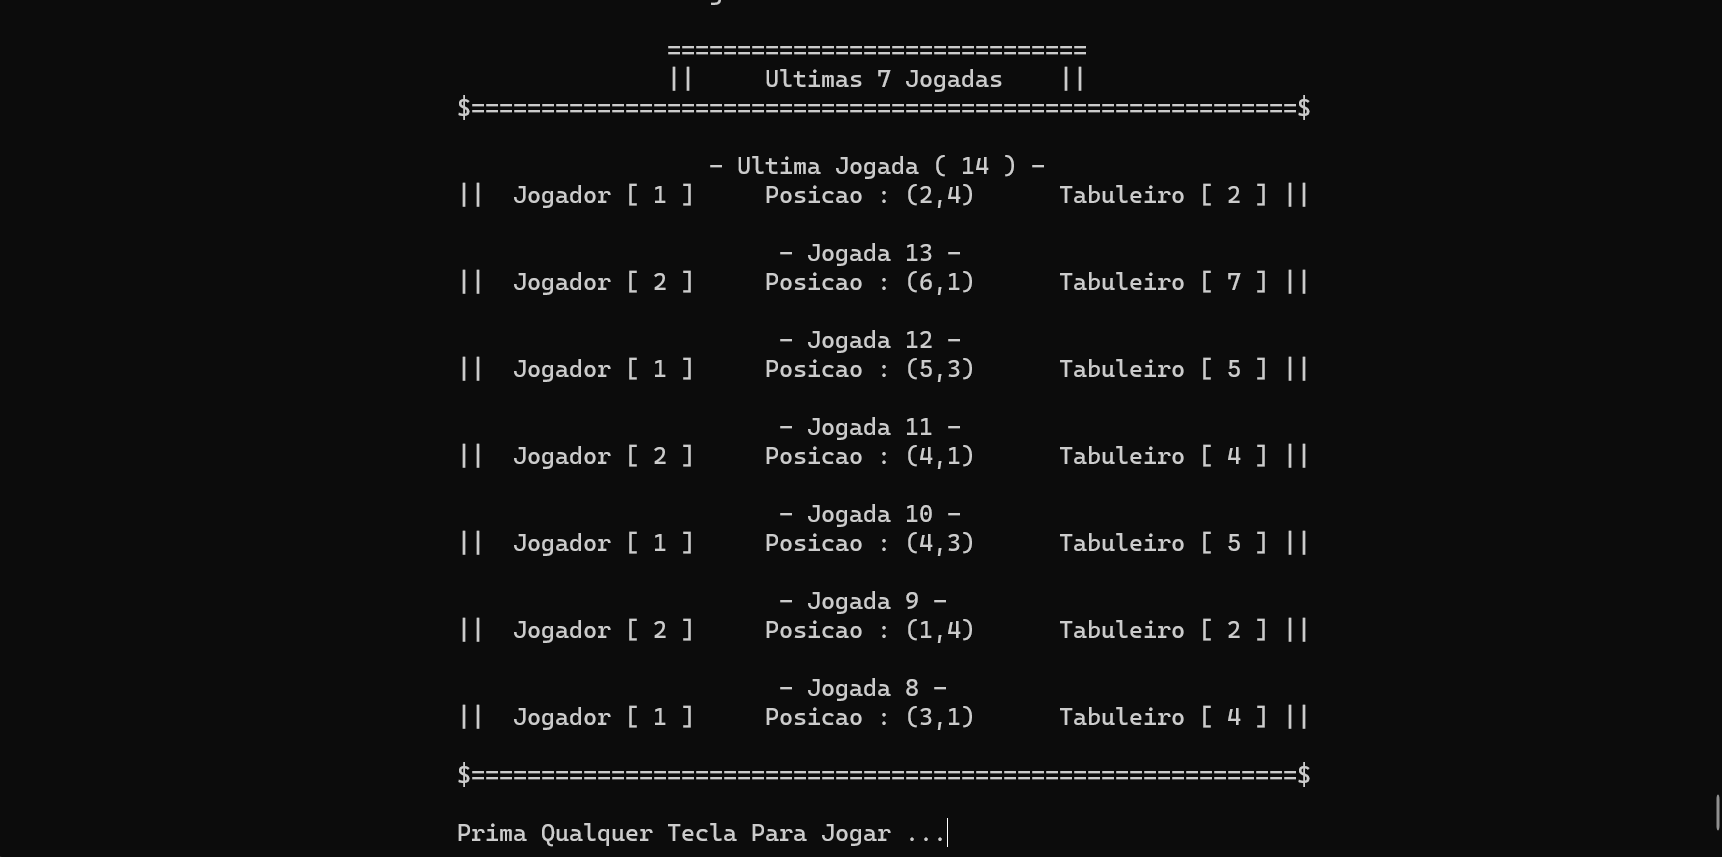 ==============================
||     Ultimas 7 Jogadas    ||
$===========================================================$
- Ultima Jogada ( 14 ) -
||  Jogador [ 1 ]     Posicao : (2,4)      Tabuleiro [ 2 ] ||
- Jogada 13 -
||  Jogador [ 2 ]     Posicao : (6,1)      Tabuleiro [ 7 ] ||
- Jogada 12 -
||  Jogador [ 1 ]     Posicao : (5,3)      Tabuleiro [ 5 ] ||
- Jogada 11 -
||  Jogador [ 2 ]     Posicao : (4,1)      Tabuleiro [ 4 ] ||
- Jogada 10 -
||  Jogador [ 1 ]     Posicao : (4,3)      Tabuleiro [ 5 ] ||
- Jogada 9 -
||  Jogador [ 2 ]     Posicao : (1,4)      Tabuleiro [ 2 ] ||
- Jogada 8 -
||  Jogador [ 1 ]     Posicao : (3,1)      Tabuleiro [ 4 ] ||
$===========================================================$
Prima Qualquer Tecla Para Jogar ...